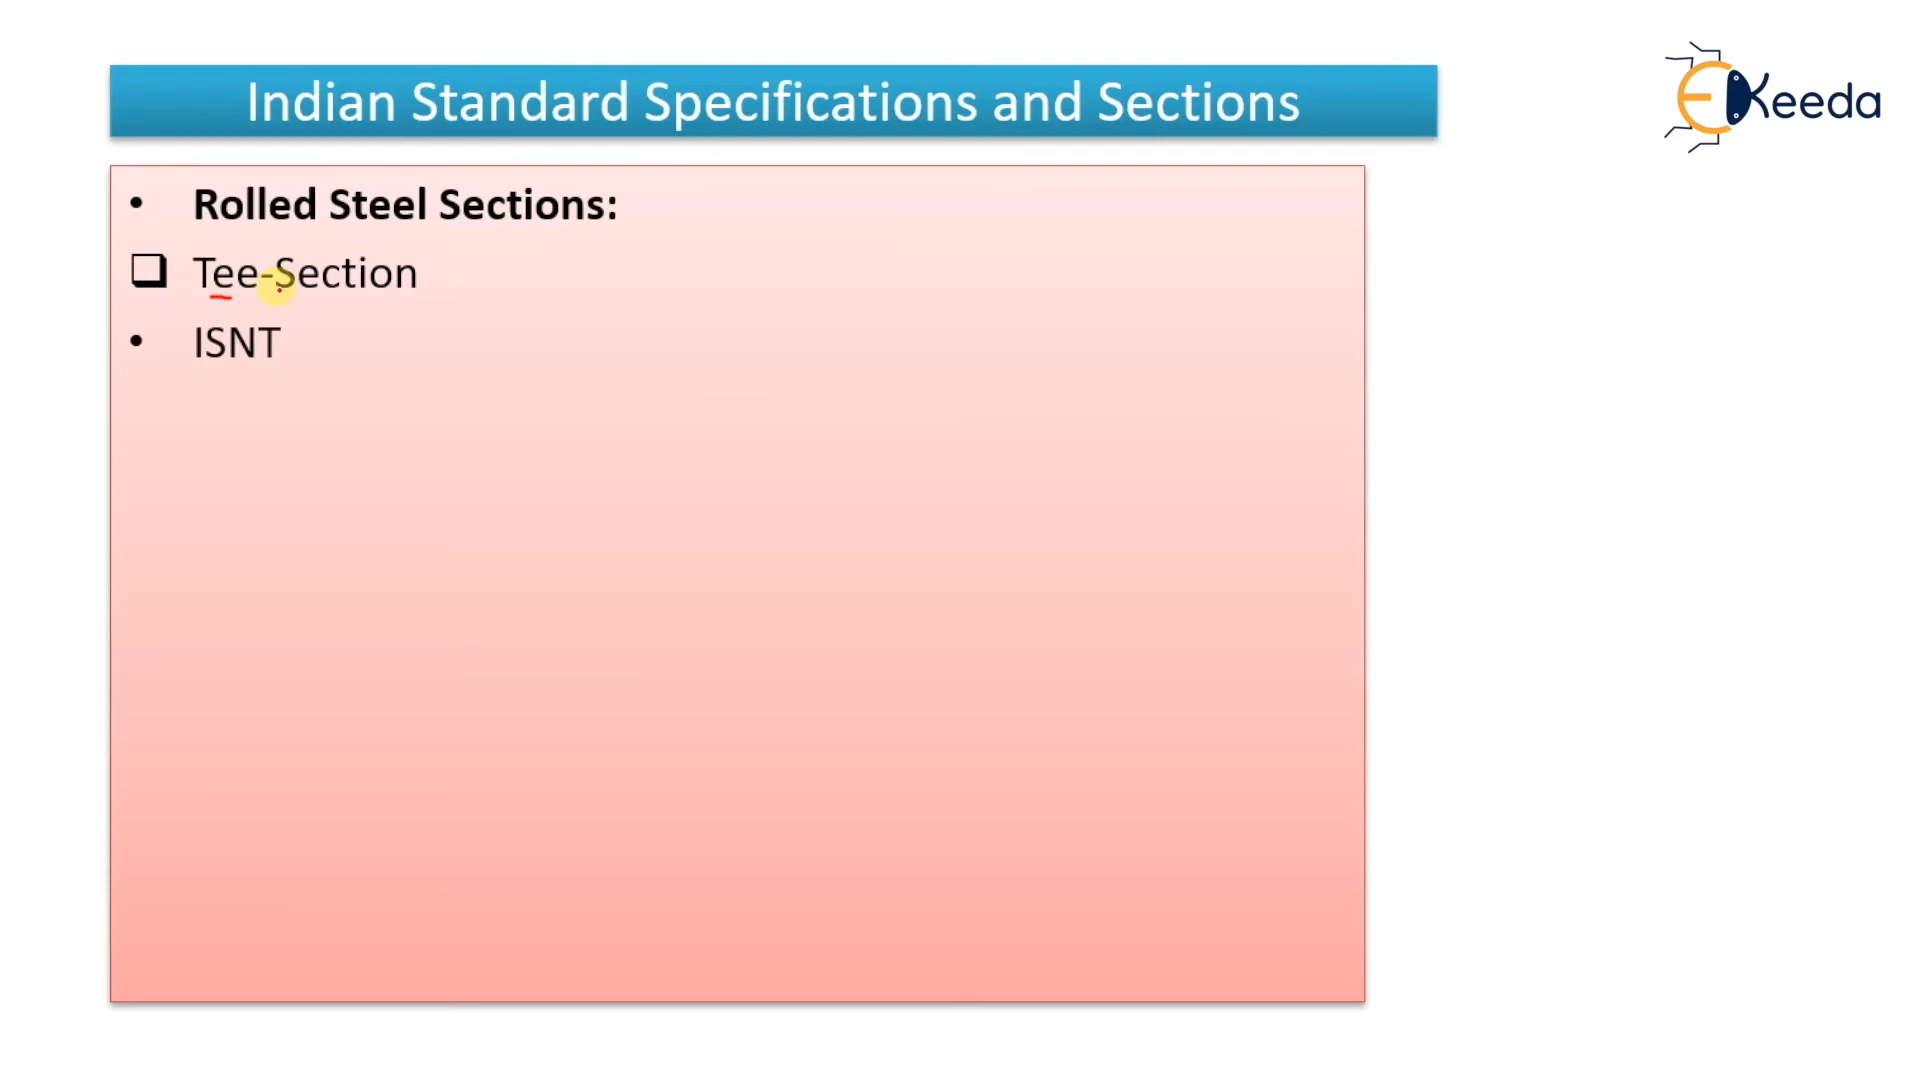 Indian Standard Specifications and Sections
EKeeda
• Rolled Steel Sections:
❑ Tee-Section
• ISNT